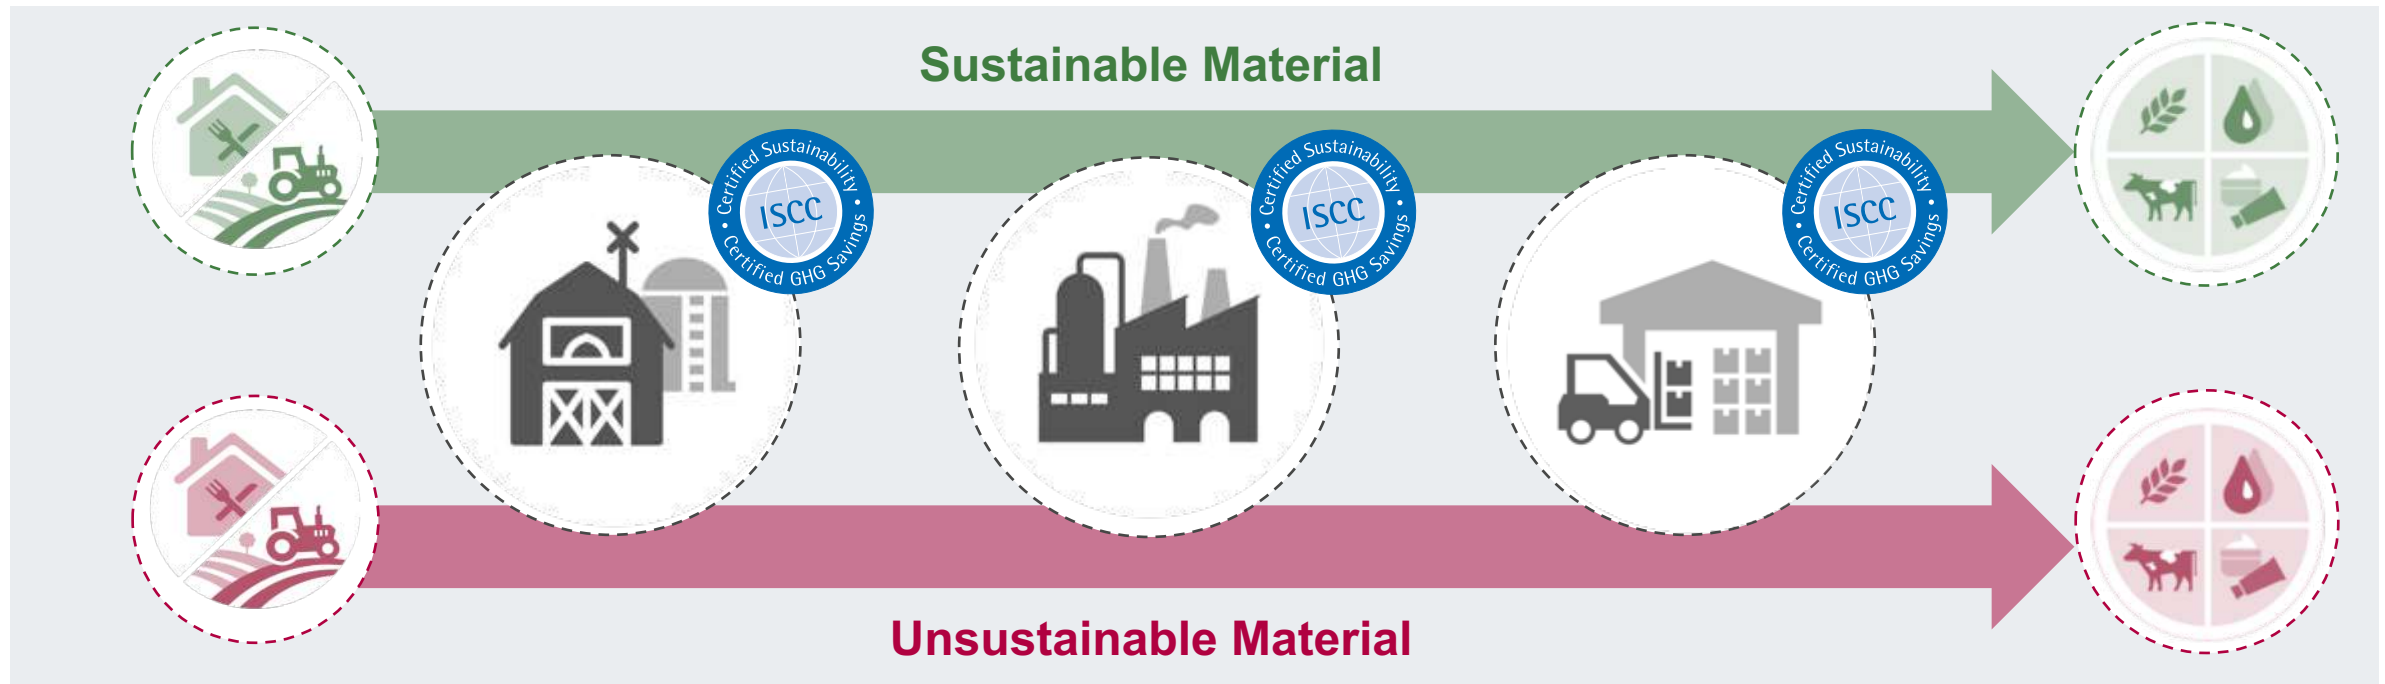 Sustainable Material
Certified Sustainability
ISCC
Certified GHG Savings
Certified Sustainability
ISCC
Certified GHG Savings
Certified Sustainability
ISCC
Certified GHG Savings
Unsustainable Material